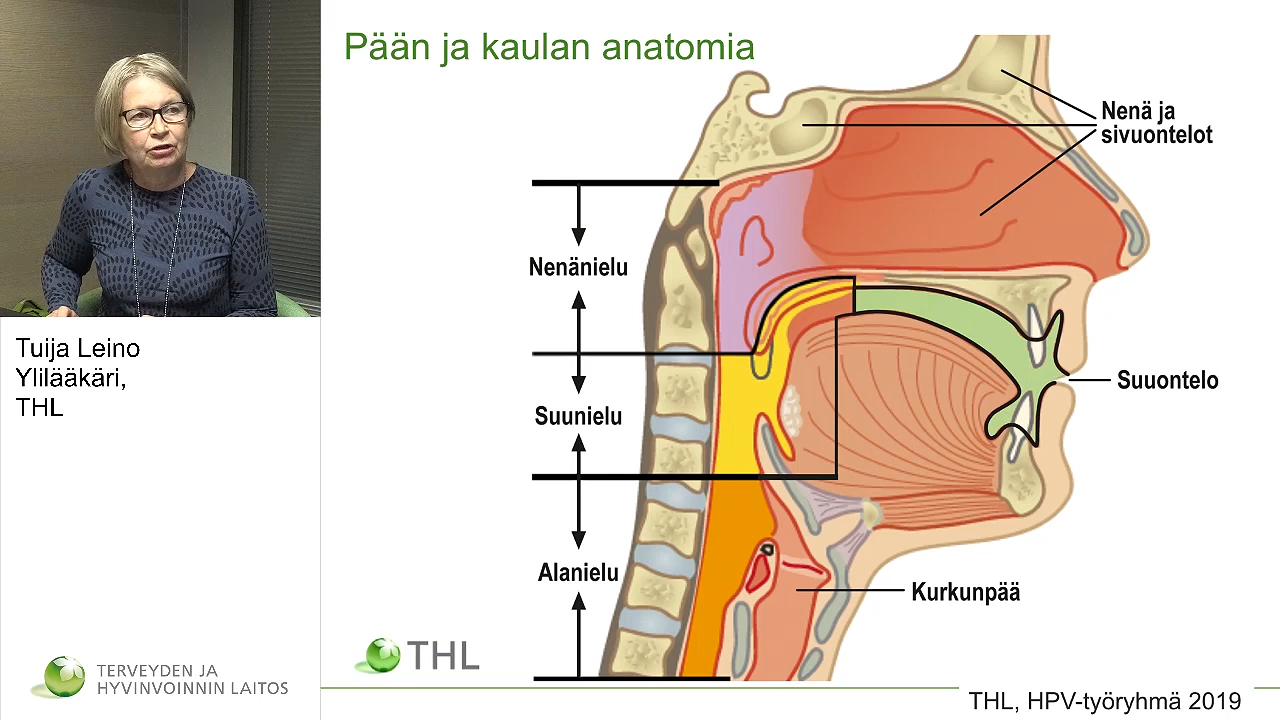 Pään ja kaulan anatomia
Nenä ja
sivuontelot
Nenänielu
Suunielu
Suuontelo
Alanielu
Kurkunpää
Tuija Leino
Ylilääkäri,
THL
TERVEYDEN JA
HYVINVOINNIN LAITOS
THL
THL, HPV-työryhmä 2019